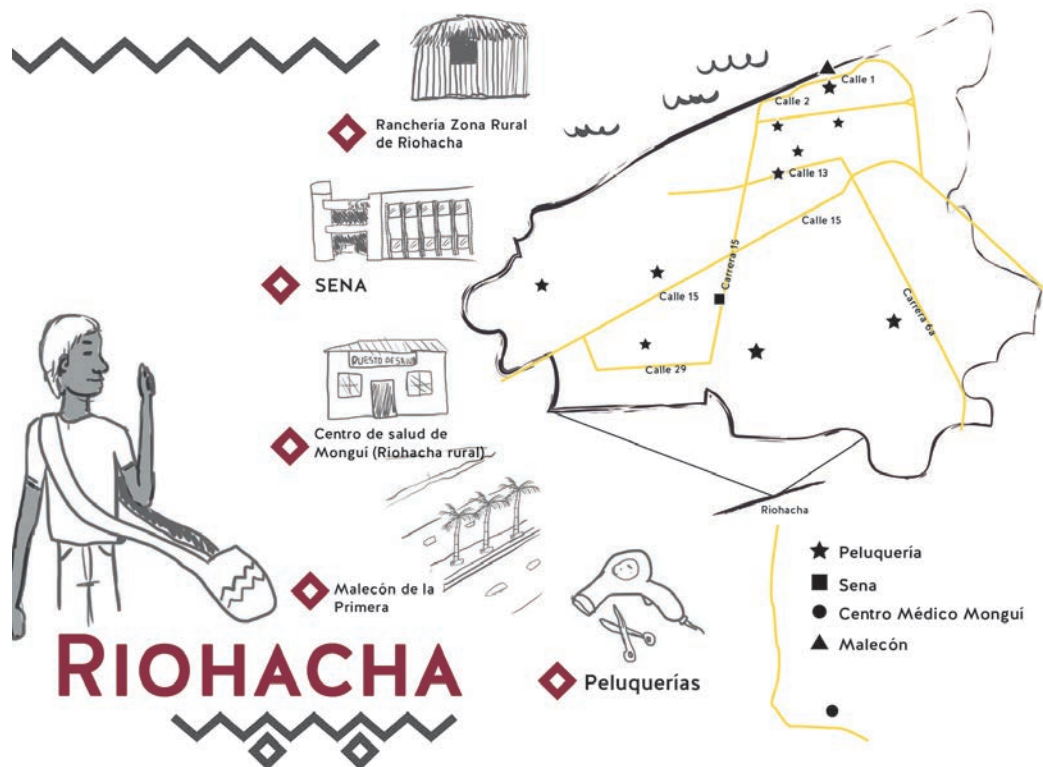 Ranchería Zona Rural
de Riohacha
SENA
PUESTO DE SALUD
Centro de salud de
Monguí (Riohacha rural)
Malecón de la
Primera
RIOHACHA
Peluquerías
Calle 1
Calle 2
Calle 13
Calle 15
Carrera 15
Calle 15
Carrera 6a
Calle 29
Riohacha
Peluquería
Sena
Centro Médico Monguí
Malecón